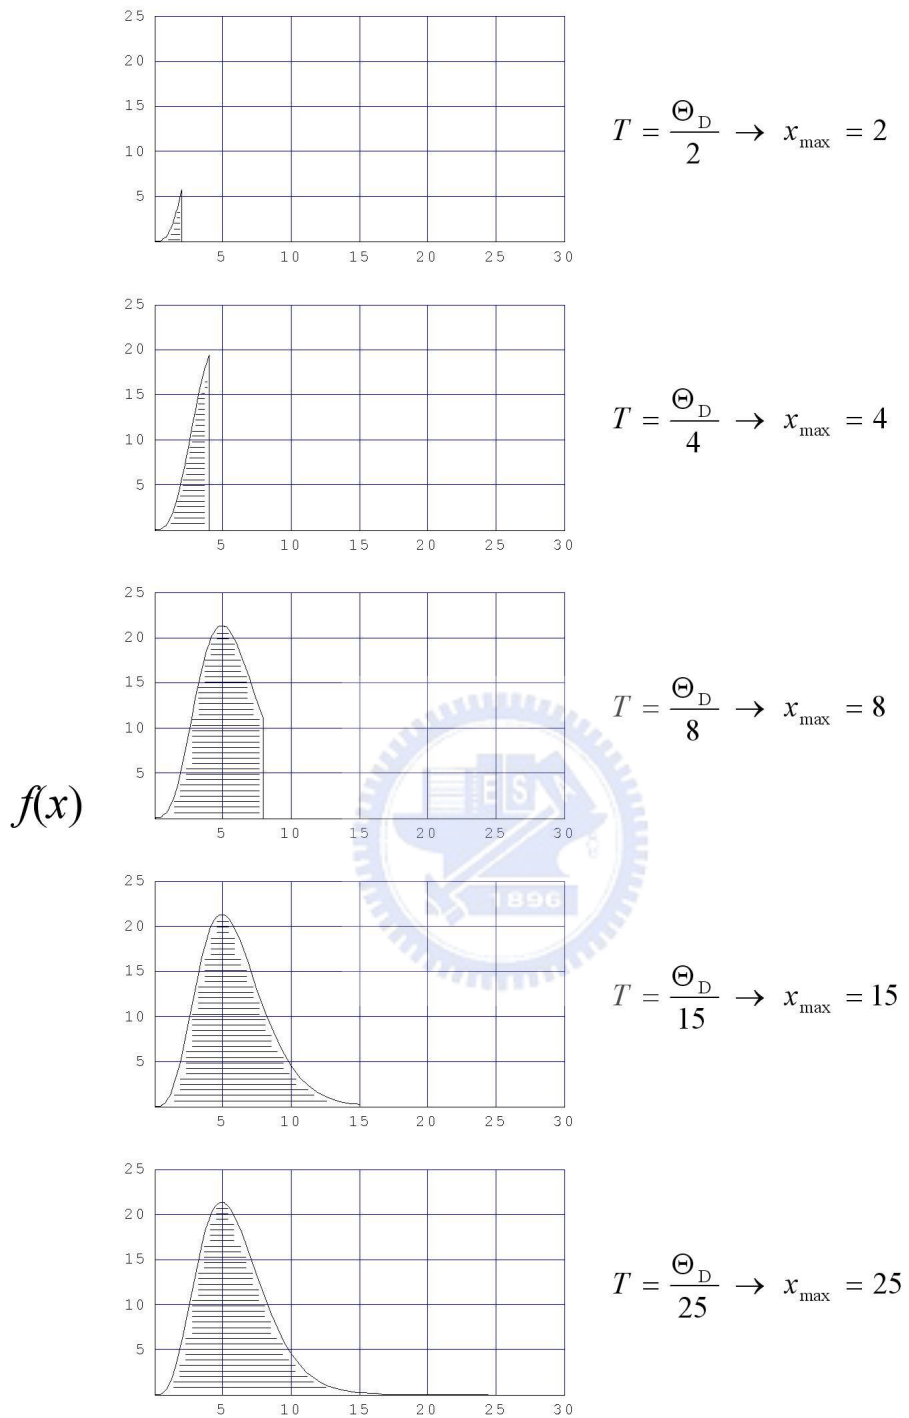 25
20
15
10
5
5 10 15 20 25 30
T = Θ_D/2 → x_max = 2
25
20
15
10
5
5 10 15 20 25 30
T = Θ_D/4 → x_max = 4
25
20
15
10
5
5 10 15 20 25 30
T = Θ_D/8 → x_max = 8
f(x)
ES
1896
25
20
15
10
5
5 10 15 20 25 30
T = Θ_D/15 → x_max = 15
25
20
15
10
5
5 10 15 20 25 30
T = Θ_D/25 → x_max = 25